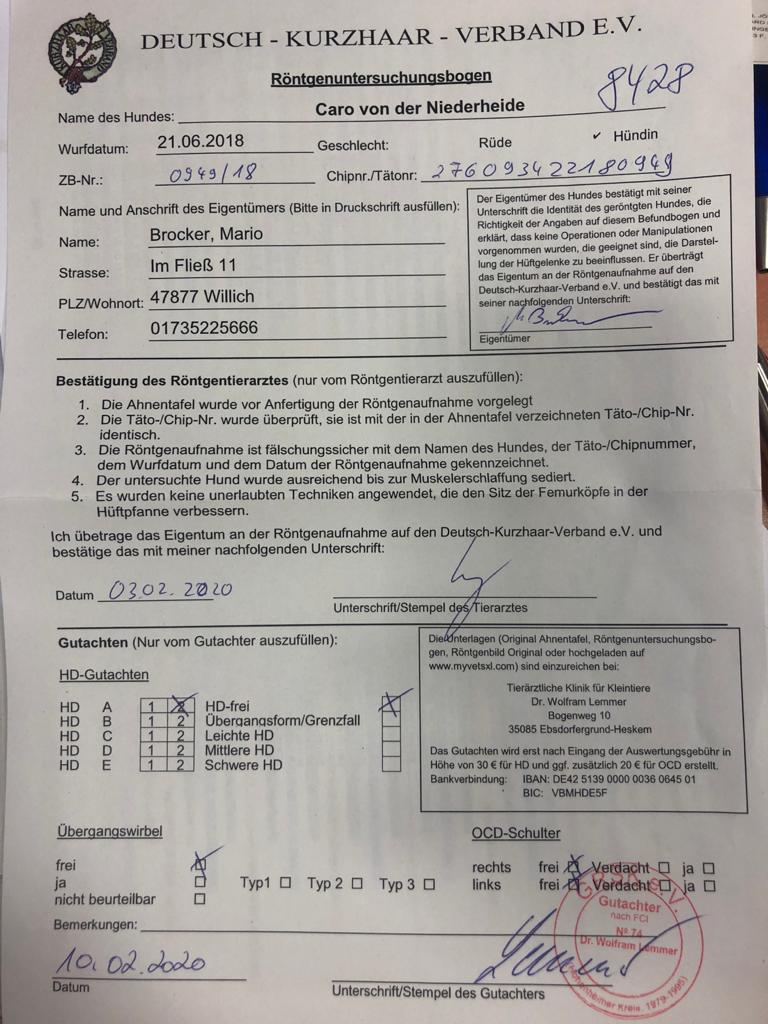 DEUTSCH - KURZHAAR - VERBAND E.V.
Röntgenuntersuchungsbogen
8428
Name des Hundes: Caro von der Niederheide
Wurfdatum: 21.06.2018 Geschlecht: Rüde ✓ Hündin
ZB-Nr.: 0949/18 Chipnr./Tätonr: 276093422180949
Name und Anschrift des Eigentümers (Bitte in Druckschrift ausfüllen):
Name: Brocker, Mario
Strasse: Im Fließ 11
PLZ/Wohnort: 47877 Willich
Telefon: 01735225666
Der Eigentümer des Hundes bestätigt mit seiner
Unterschrift die Identität des geröntgten Hundes, die
Richtigkeit der Angaben auf diesem Befundbogen und
erklärt, dass keine Operationen oder Manipulationen
vorgenommen wurden, die geeignet sind, die Darstel-
lung der Hüftgelenke zu beeinflussen. Er überträgt
das Eigentum an der Röntgenaufnahme auf den
Deutsch-Kurzhaar-Verband e.V. und bestätigt das mit
seiner nachfolgenden Unterschrift:
Eigentümer
Bestätigung des Röntgentierarztes (nur vom Röntgentierarzt auszufüllen):
1. Die Ahnentafel wurde vor Anfertigung der Röntgenaufnahme vorgelegt
2. Die Täto-/Chip-Nr. wurde überprüft, sie ist mit der in der Ahnentafel verzeichneten Täto-/Chip-Nr.
identisch.
3. Die Röntgenaufnahme ist fälschungssicher mit dem Namen des Hundes, der Täto-/Chipnummer,
dem Wurfdatum und dem Datum der Röntgenaufnahme gekennzeichnet.
4. Der untersuchte Hund wurde ausreichend bis zur Muskelerschlaffung sediert.
5. Es wurden keine unerlaubten Techniken angewendet, die den Sitz der Femurköpfe in der
Hüftpfanne verbessern.
Ich übetrage das Eigentum an der Röntgenaufnahme auf den Deutsch-Kurzhaar-Verband e.V. und
bestätige das mit meiner nachfolgenden Unterschrift:
Datum 03.02.2020
Unterschrift/Stempel des Tierarztes
Gutachten (Nur vom Gutachter auszufüllen):
HD-Gutachten
HD A 1 2 HD-frei
HD B 1 2 Übergangsform/Grenzfall
HD C 1 2 Leichte HD
HD D 1 2 Mittlere HD
HD E 1 2 Schwere HD
Die Unterlagen (Original Ahnentafel, Röntgenuntersuchungsbo-
gen, Röntgenbild Original oder hochgeladen auf
www.myvetsxl.com) sind einzureichen bei:
Tierärztliche Klinik für Kleintiere
Dr. Wolfram Lemmer
Bogenweg 10
35085 Ebsdorfergrund-Heskem
Das Gutachten wird erst nach Eingang der Auswertungsgebühr in
Höhe von 30 € für HD und ggf. zusätzlich 20 € für OCD erstellt.
Bankverbindung: IBAN: DE42 5139 0000 0036 0645 01
BIC: VBMHDE5F
Übergangswirbel
frei
ja Typ1 Typ 2 Typ 3
nicht beurteilbar
OCD-Schulter
rechts frei Verdacht ja
links frei Verdacht ja
Bemerkungen:
10.02.2020
Datum
Unterschrift/Stempel des Gutachters
Gutachter
nach FCI
Nº 74
Dr. Wolfram Lemmer